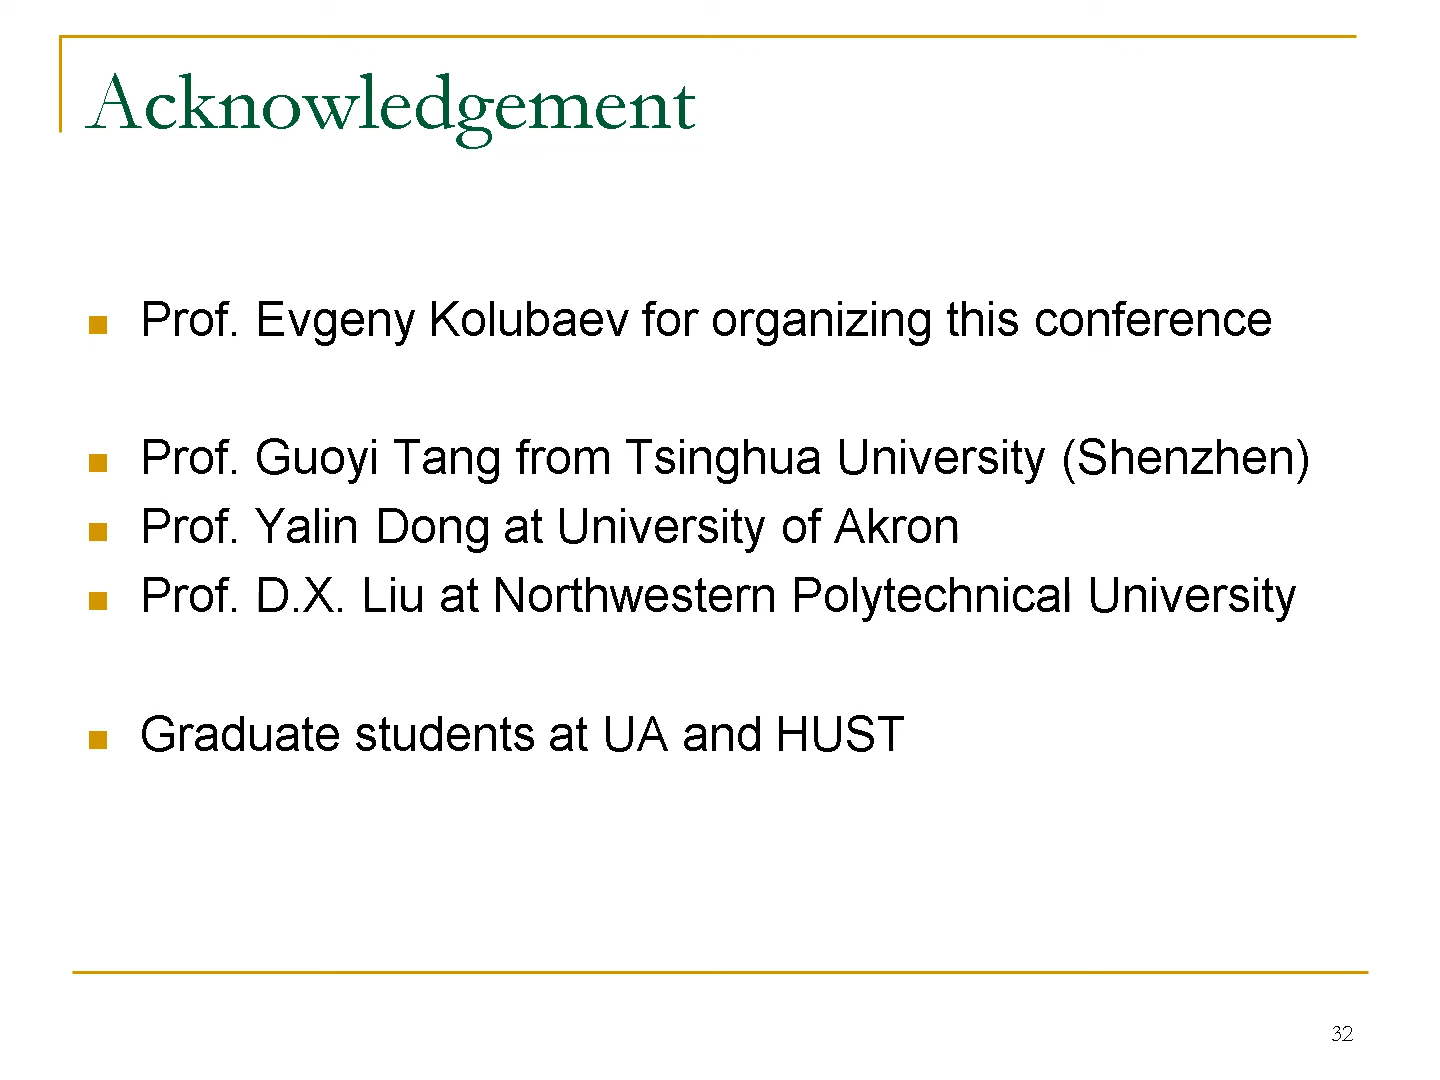 Acknowledgement
Prof. Evgeny Kolubaev for organizing this conference
Prof. Guoyi Tang from Tsinghua University (Shenzhen)
Prof. Yalin Dong at University of Akron
Prof. D.X. Liu at Northwestern Polytechnical University
Graduate students at UA and HUST
32